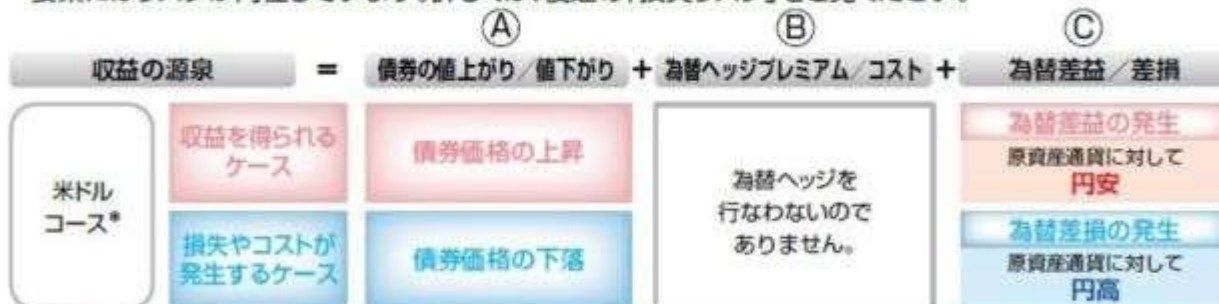 Ⓐ Ⓑ Ⓒ
収益の源泉 = 債券の値上がり/値下がり + 為替ヘッジプレミアム/コスト + 為替差益/差損
米ドル
コース*
収益を得られる
ケース
債券価格の上昇
損失やコストが
発生するケース
債券価格の下落
為替ヘッジを
行なわないので
ありません。
為替差益の発生
原資産通貨に対して
円安
為替差損の発生
原資産通貨に対して
円高